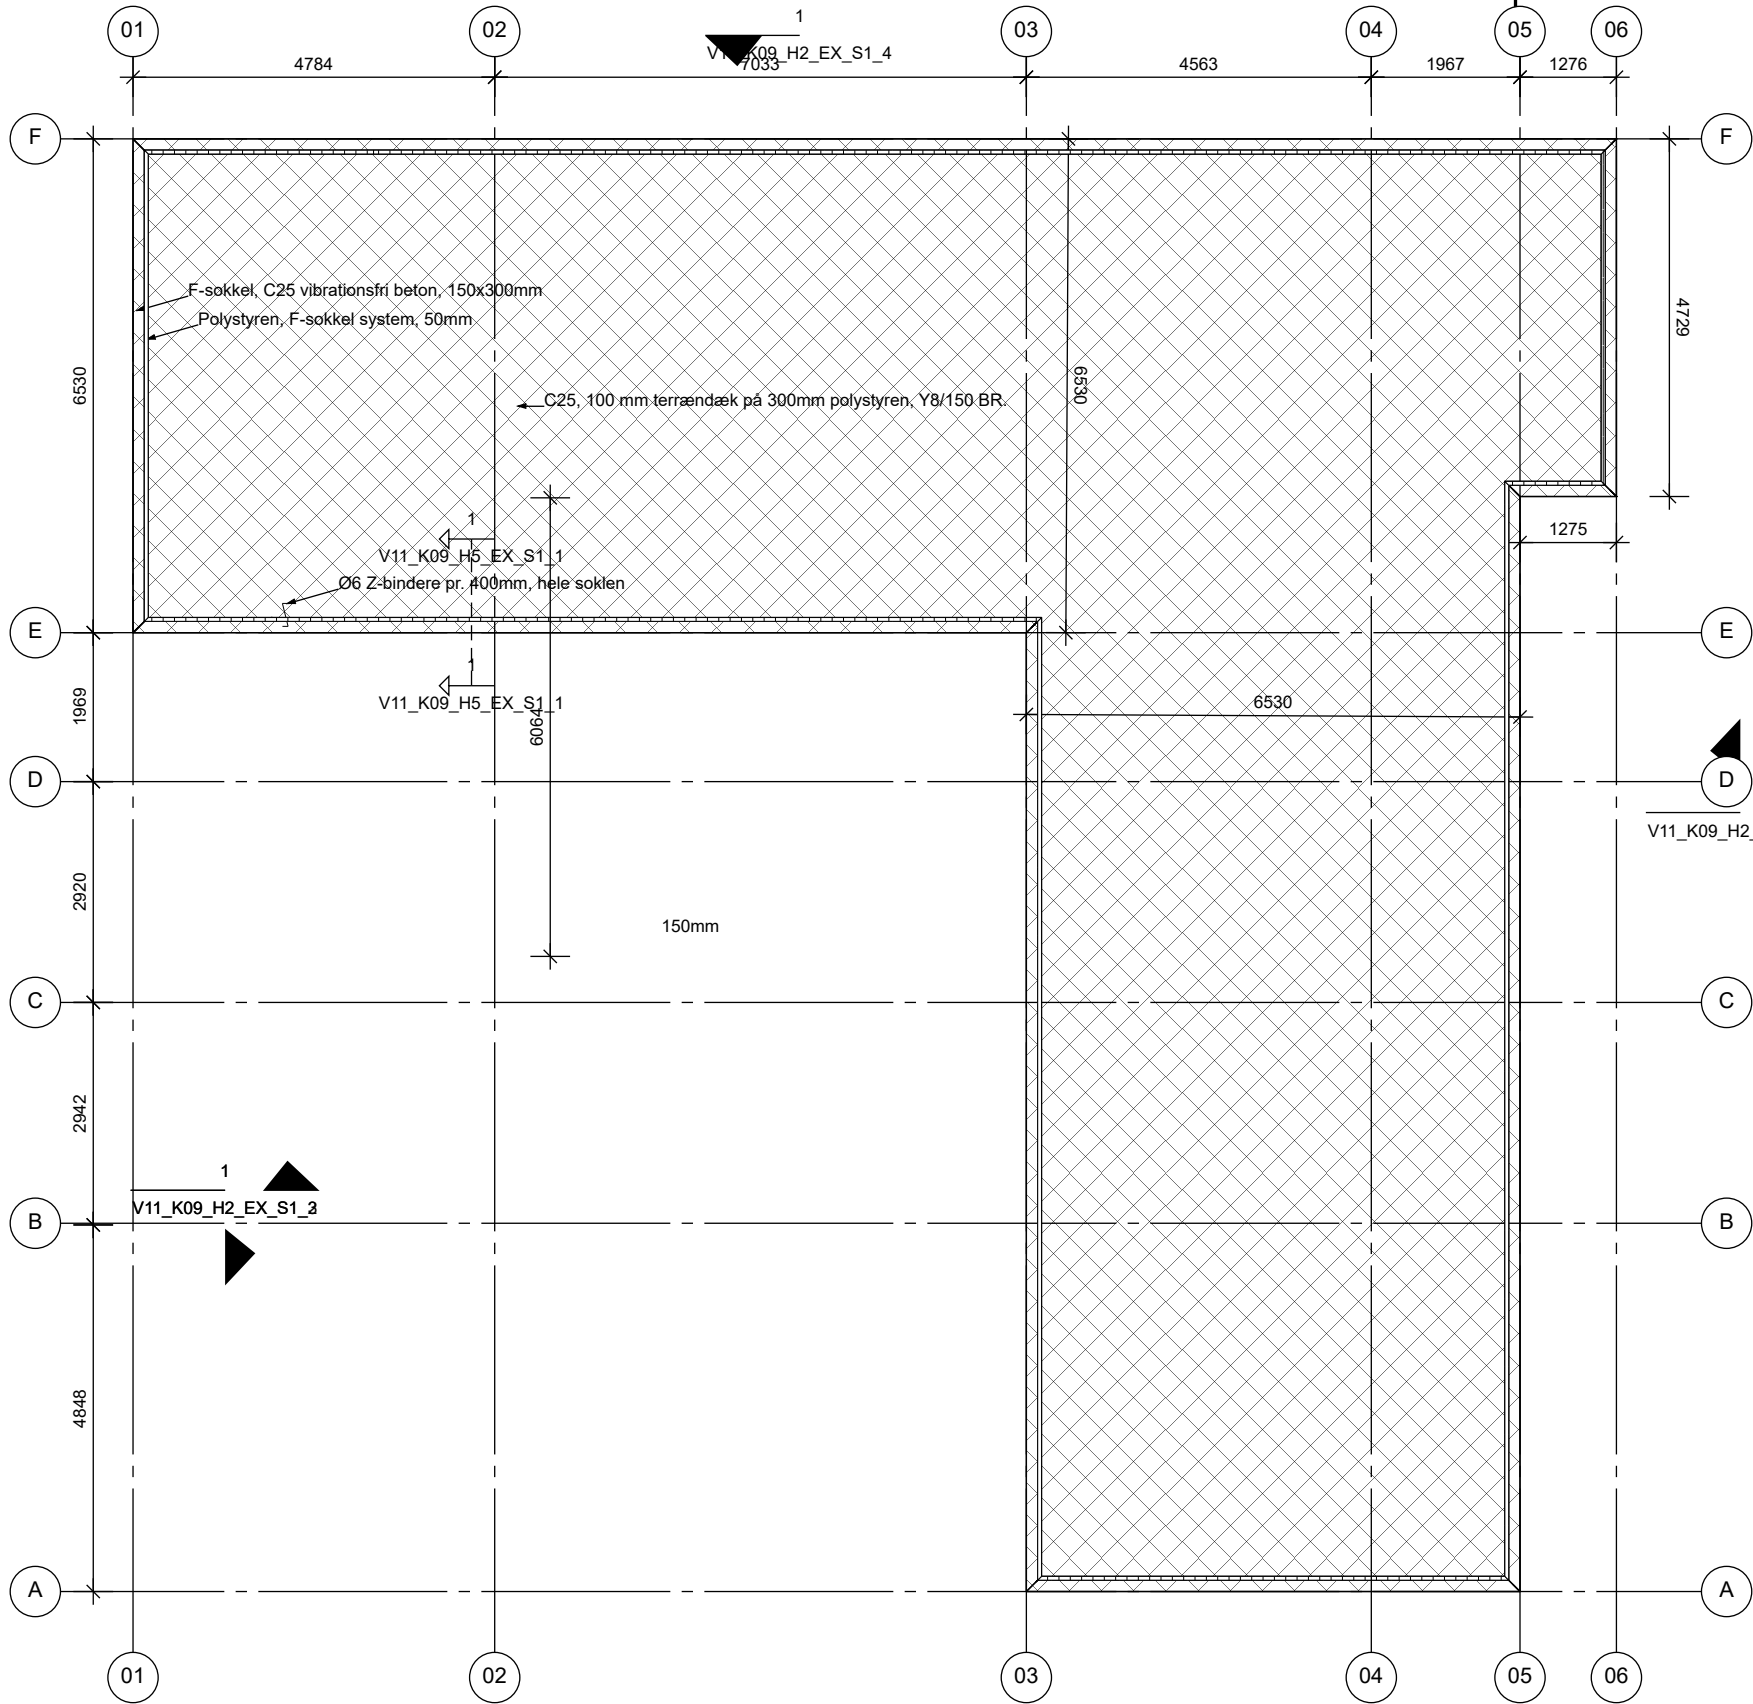 01
02
03
04
05
06
1
V11_K09_H2_EX_S1_4
4784
7033
4563
1967
1276
F
F
F-sokkel, C25 vibrationsfri beton, 150x300mm
Polystyren, F-sokkel system, 50mm
4729
6530
6530
C25, 100 mm terrændæk på 300mm polystyren, Y8/150 BR.
1
V11_K09_H5_EX_S1_1
1275
Ø6 Z-bindere pr. 400mm, hele soklen
E
E
1
V11_K09_H5_EX_S1_1
1969
6064
6530
D
D
V11_K09_H2_
2920
150mm
C
C
2942
1
V11_K09_H2_EX_S1_
B
B
4848
A
A
01
02
03
04
05
06